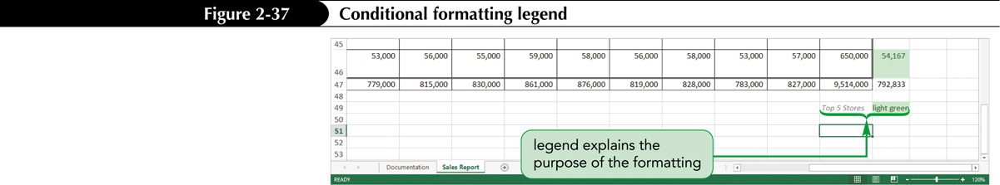 Figure 2-37 Conditional formatting legend
45
53,000 56,000 55,000 59,000 58,000 56,000 58,000 53,000 57,000 650,000 54,167
46
47 779,000 815,000 830,000 861,000 876,000 819,000 828,000 783,000 827,000 9,514,000 792,833
48
49 Top 5 Stores light green
50
51
52
53
legend explains the
purpose of the formatting
Documentation Sales Report
READY 120%